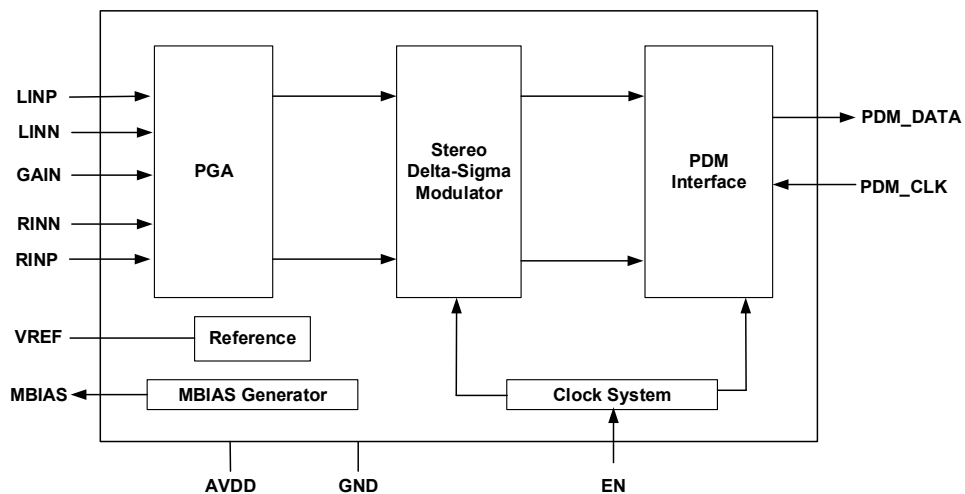 LINP
LINN
GAIN
RINN
RINP
VREF
MBIAS
PGA
Stereo
Delta-Sigma
Modulator
PDM
Interface
PDM_DATA
PDM_CLK
Reference
MBIAS Generator
Clock System
AVDD
GND
EN